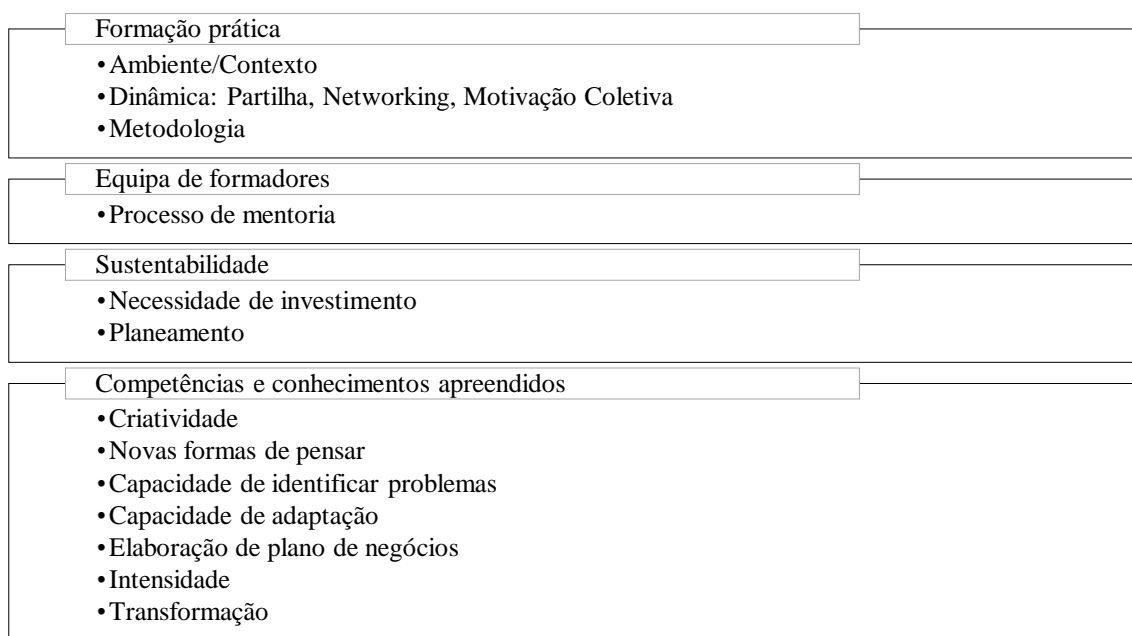 Formação prática
•Ambiente/Contexto
•Dinâmica: Partilha, Networking, Motivação Coletiva
•Metodologia
Equipa de formadores
•Processo de mentoria
Sustentabilidade
•Necessidade de investimento
•Planeamento
Competências e conhecimentos apreendidos
•Criatividade
•Novas formas de pensar
•Capacidade de identificar problemas
•Capacidade de adaptação
•Elaboração de plano de negócios
•Intensidade
•Transformação